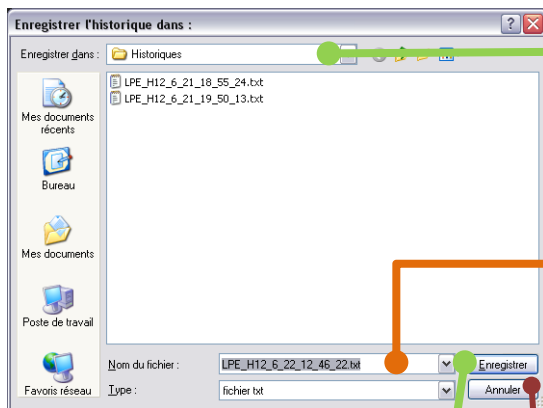 Enregistrer l'historique dans :
Enregistrer dans :
Historiques
LPE_H12_6_21_18_55_24.txt
LPE_H12_6_21_19_50_13.txt
Mes documents
récents
Bureau
Mes documents
Poste de travail
Favoris réseau
Nom du fichier :
LPE_H12_6_22_12_46_22.txt
Enregistrer
Type :
fichier txt
Annuler